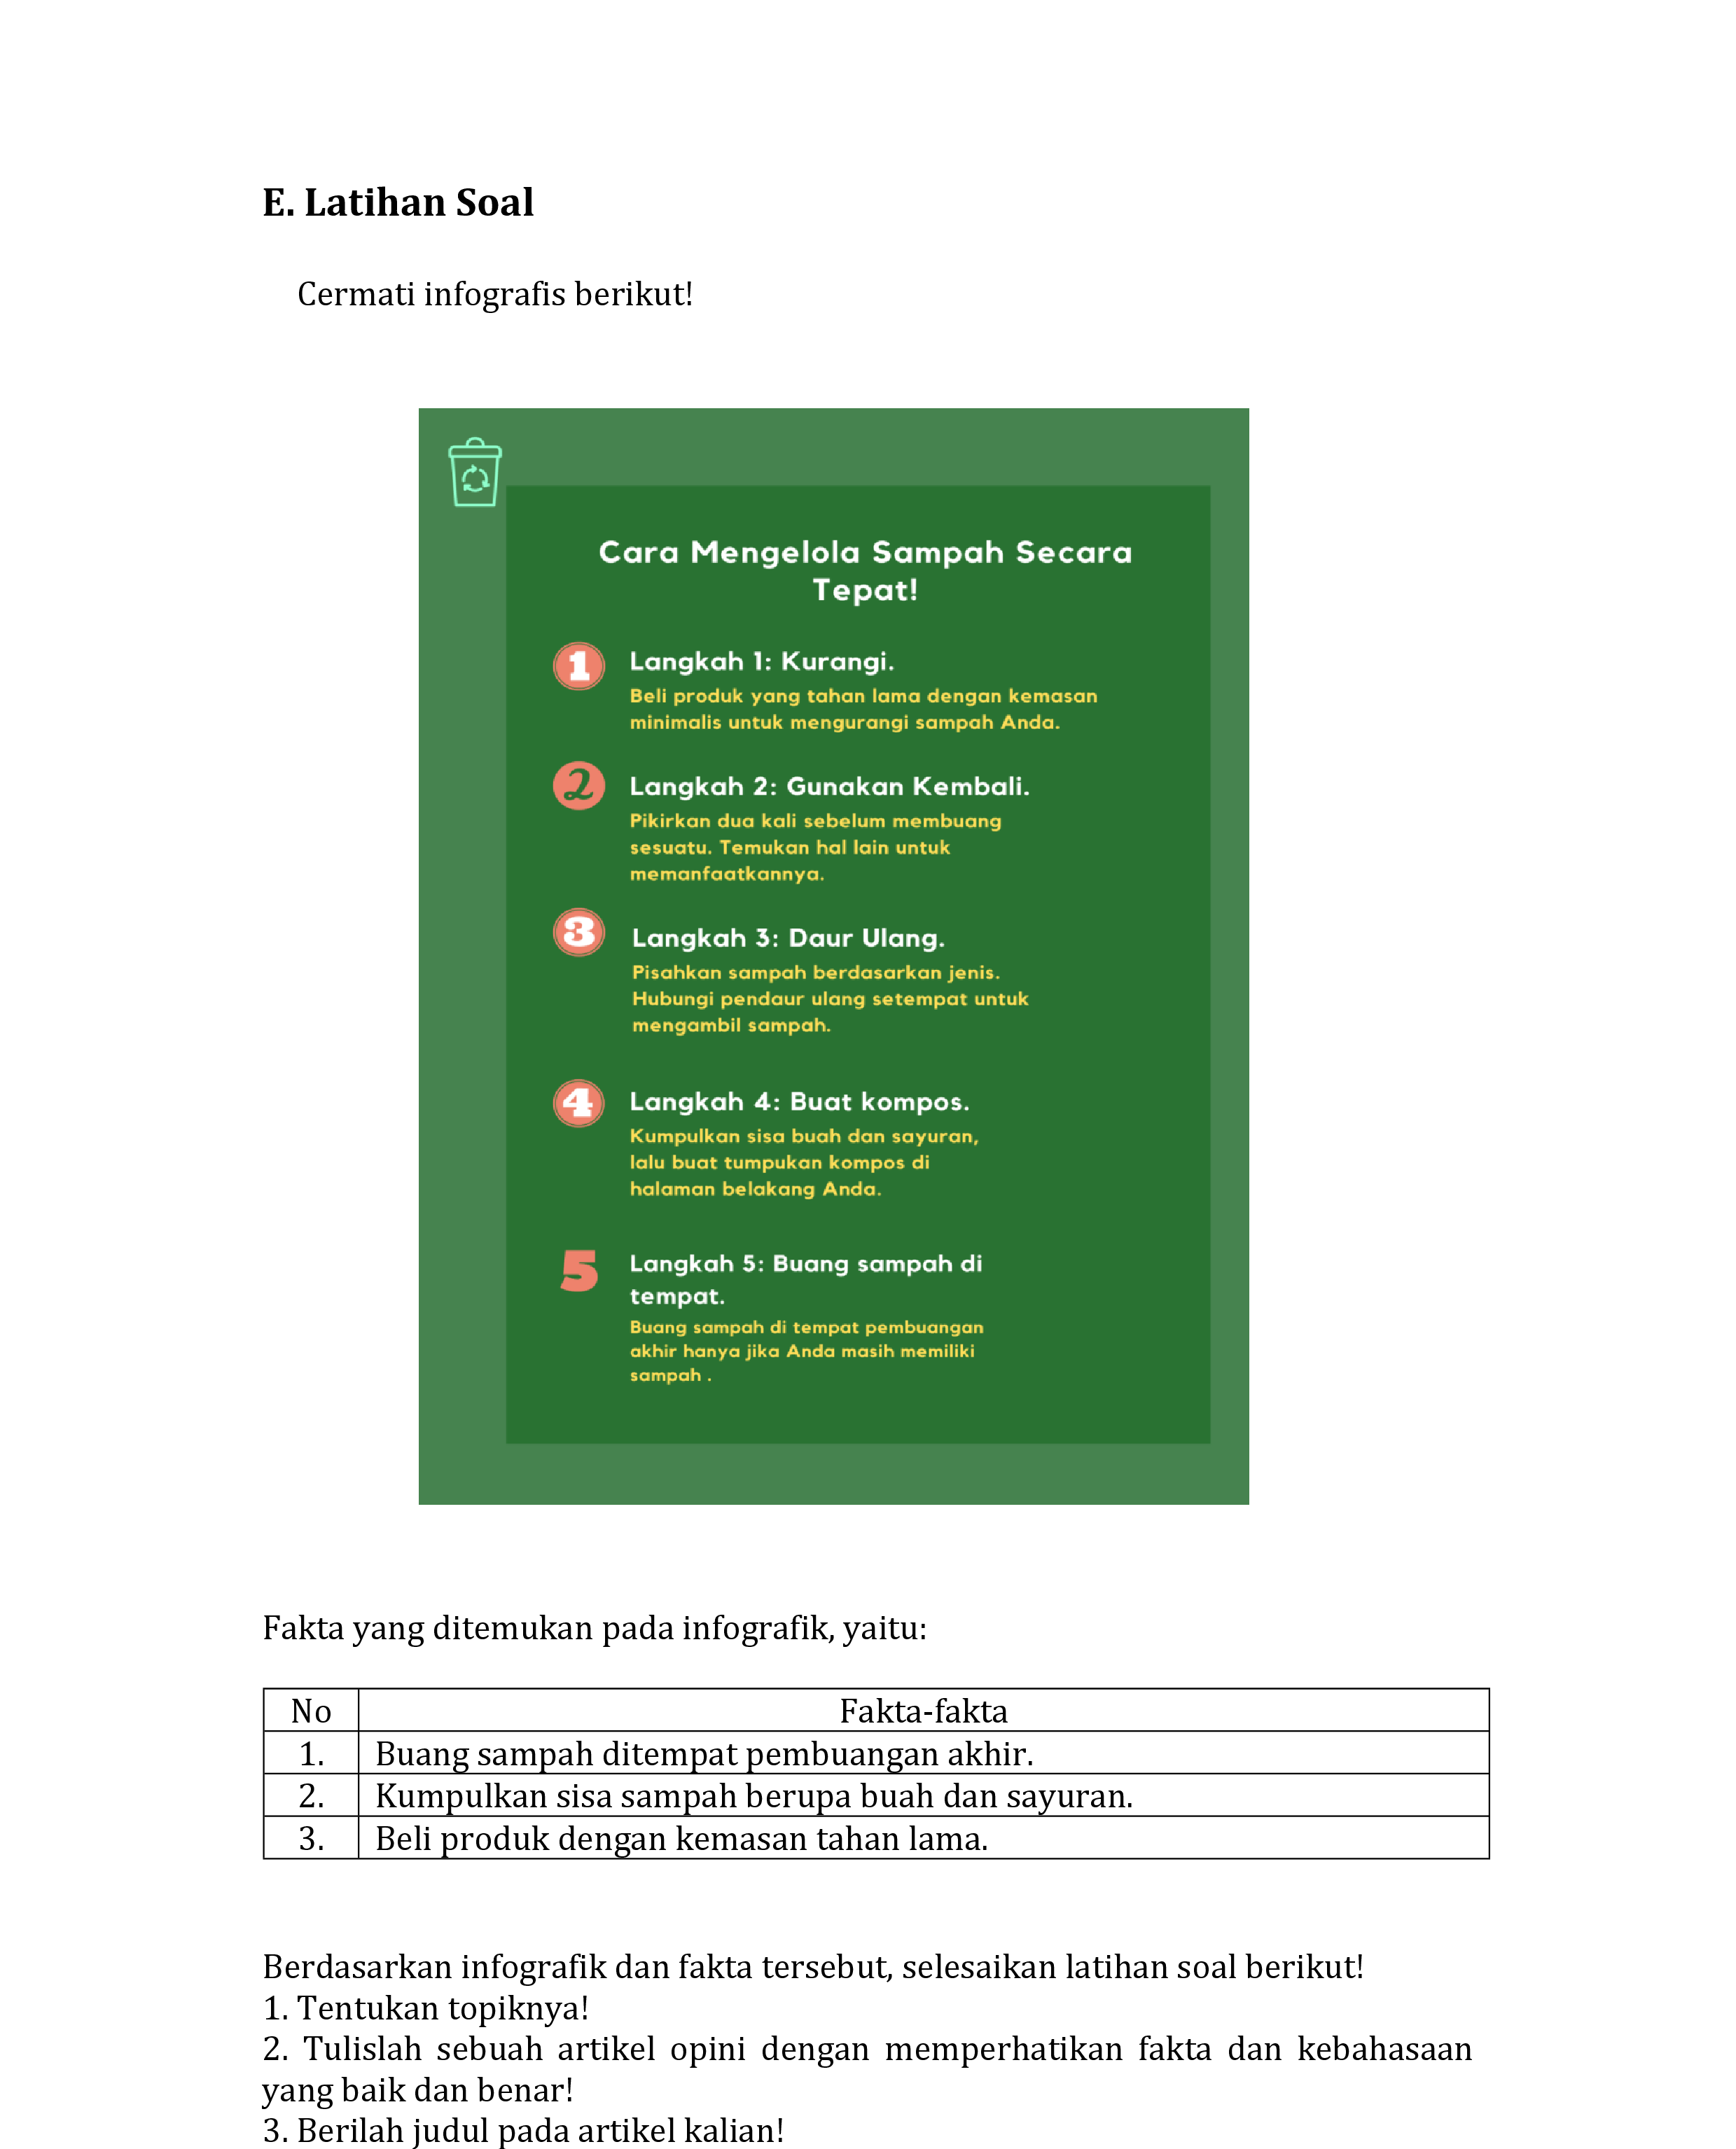 E. Latihan Soal
Cermati infografis berikut!
Cara Mengelola Sampah Secara
Tepat!
1
Langkah 1: Kurangi.
Beli produk yang tahan lama dengan kemasan
minimalis untuk mengurangi sampah Anda.
2
Langkah 2: Gunakan Kembali.
Pikirkan dua kali sebelum membuang
sesuatu. Temukan hal lain untuk
memanfaatkannya.
3
Langkah 3: Daur Ulang.
Pisahkan sampah berdasarkan jenis.
Hubungi pendaur ulang setempat untuk
mengambil sampah.
4
Langkah 4: Buat kompos.
Kumpulkan sisa buah dan sayuran,
lalu buat tumpukan kompos di
halaman belakang Anda.
5
Langkah 5: Buang sampah di
tempat.
Buang sampah di tempat pembuangan
akhir hanya jika Anda masih memiliki
sampah .
Fakta yang ditemukan pada infografik, yaitu:
No Fakta-fakta
1. Buang sampah ditempat pembuangan akhir.
2. Kumpulkan sisa sampah berupa buah dan sayuran.
3. Beli produk dengan kemasan tahan lama.
Berdasarkan infografik dan fakta tersebut, selesaikan latihan soal berikut!
1. Tentukan topiknya!
2. Tulislah sebuah artikel opini dengan memperhatikan fakta dan kebahasaan
yang baik dan benar!
3. Berilah judul pada artikel kalian!